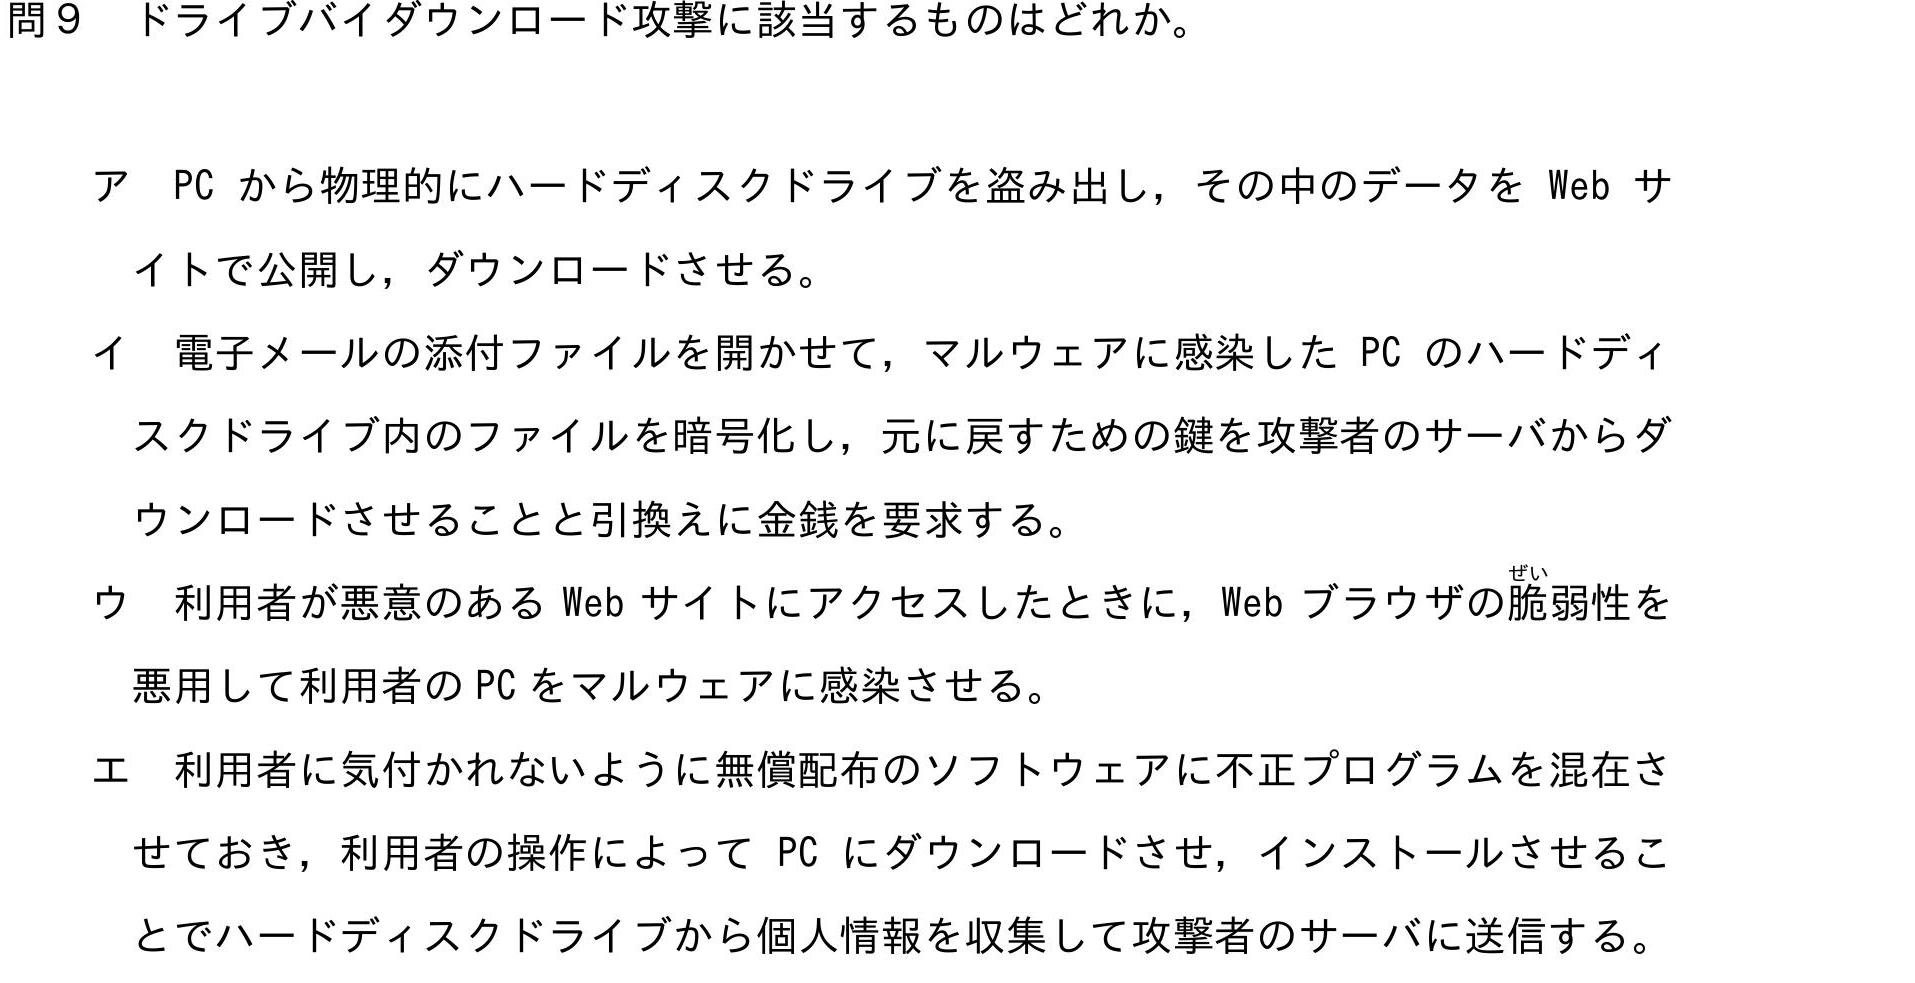 問９　ドライブバイダウンロード攻撃に該当するものはどれか。
ア　PC から物理的にハードディスクドライブを盗み出し，その中のデータを Web サ
イトで公開し，ダウンロードさせる。
イ　電子メールの添付ファイルを開かせて，マルウェアに感染した PC のハードディ
スクドライブ内のファイルを暗号化し，元に戻すための鍵を攻撃者のサーバからダ
ウンロードさせることと引換えに金銭を要求する。
ぜい
ウ　利用者が悪意のある Web サイトにアクセスしたときに，Web ブラウザの脆弱性を
悪用して利用者の PC をマルウェアに感染させる。
エ　利用者に気付かれないように無償配布のソフトウェアに不正プログラムを混在さ
せておき，利用者の操作によって PC にダウンロードさせ，インストールさせるこ
とでハードディスクドライブから個人情報を収集して攻撃者のサーバに送信する。